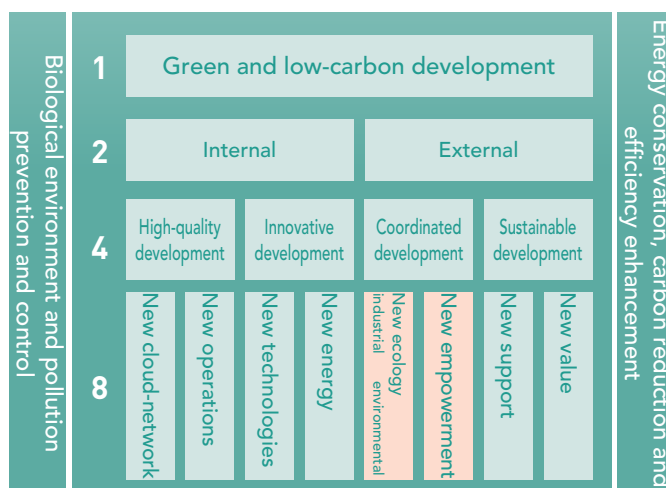 Biological environment and pollution
prevention and control
1
Green and low-carbon development
2
Internal
External
4
High-quality
development
Innovative
development
Coordinated
development
Sustainable
development
8
New cloud-network
New operations
New technologies
New energy
New ecology
industrial environmental
New empowerment
New support
New value
Energy conservation, carbon reduction and
efficiency enhancement